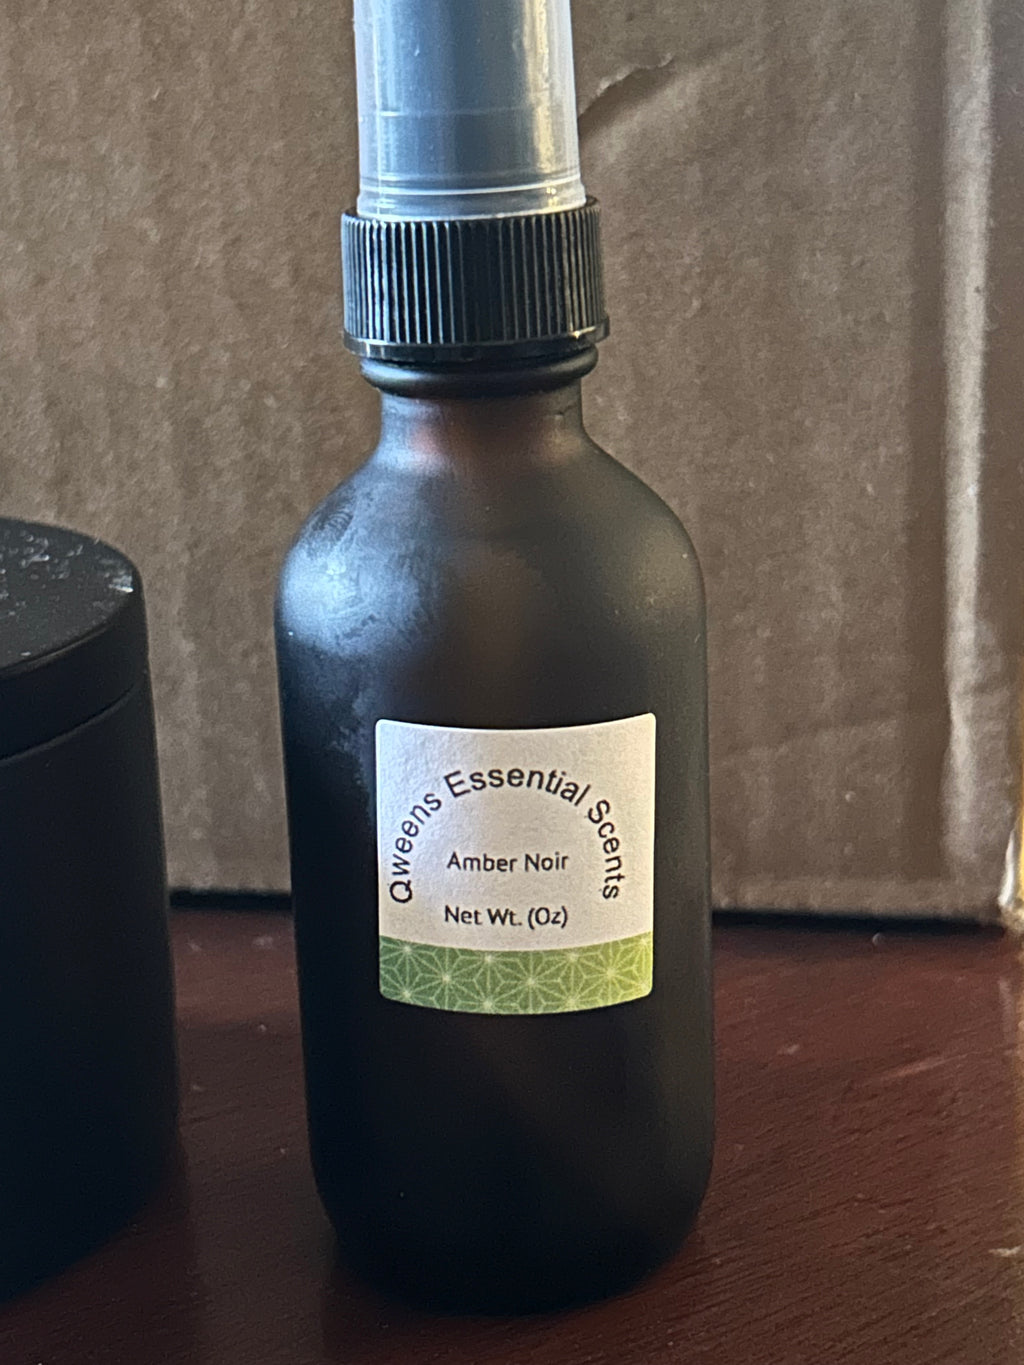 Qweens Essential Scents
Amber Noir
Net Wt. (Oz)